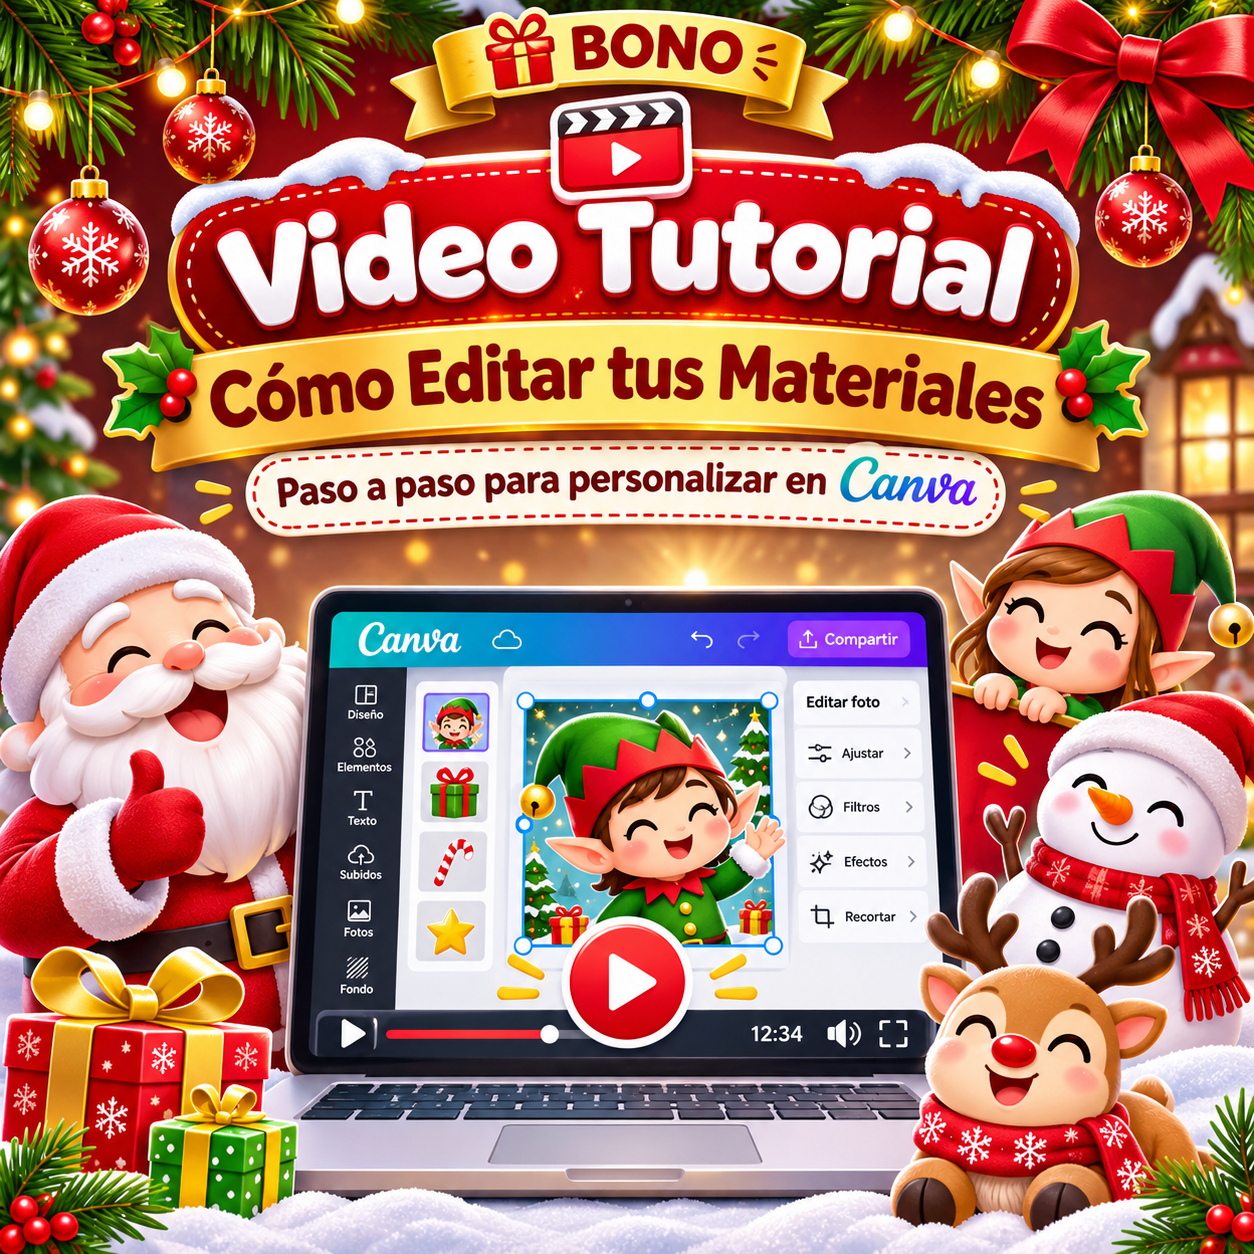 BONO
Video Tutorial
Cómo Editar tus Materiales
Paso a paso para personalizar en Canva
Canva
Compartir
Diseño
Elementos
Texto
Subidos
Fotos
Fondo
Editar foto
Ajustar
Filtros
Efectos
Recortar
12:34